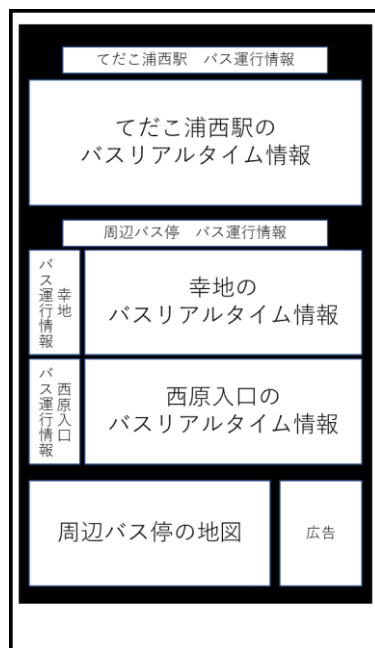 てだこ浦西駅　バス運行情報
てだこ浦西駅の
バスリアルタイム情報
周辺バス停　バス運行情報
幸地
バス運行情報
幸地の
バスリアルタイム情報
西原入口
バス運行情報
西原入口の
バスリアルタイム情報
周辺バス停の地図
広告